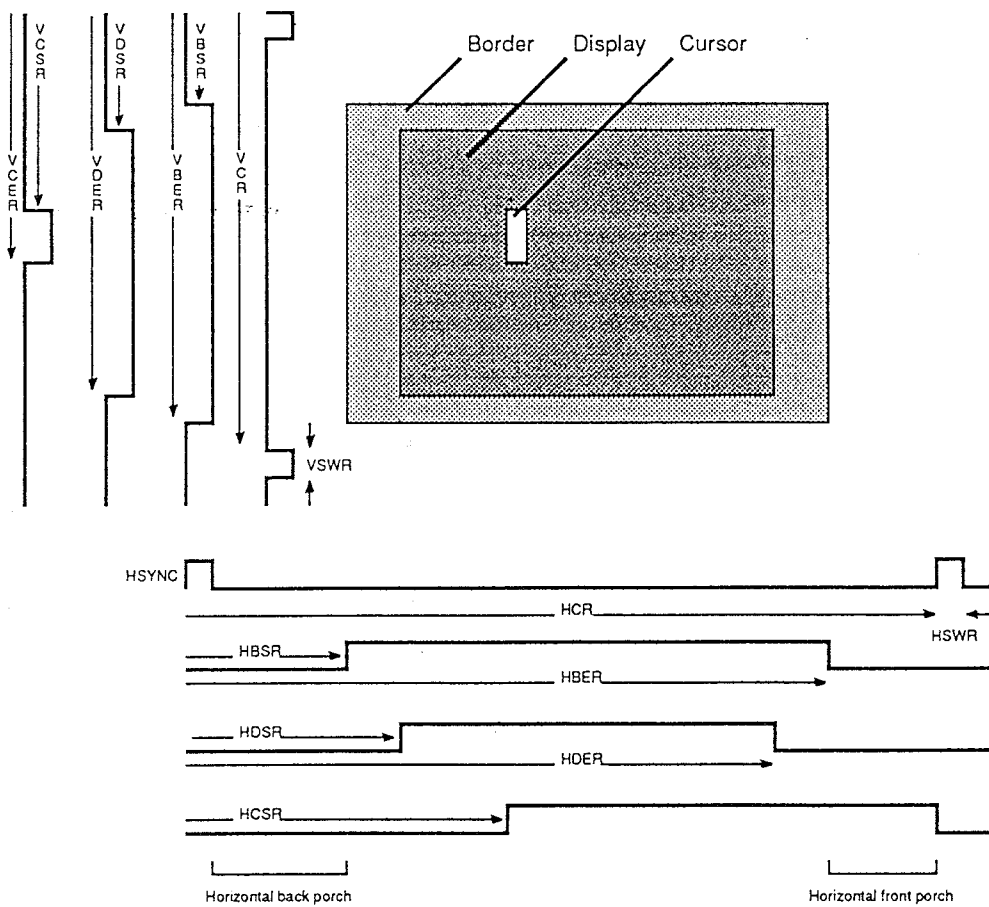 Border Display Cursor
VCSR
VDSR
VBSR
VCER
VDER
VBER
VCR
VSWR
HSYNC
HCR
HSWR
HBSR
HBER
HDSR
HDER
HCSR
Horizontal back porch
Horizontal front porch